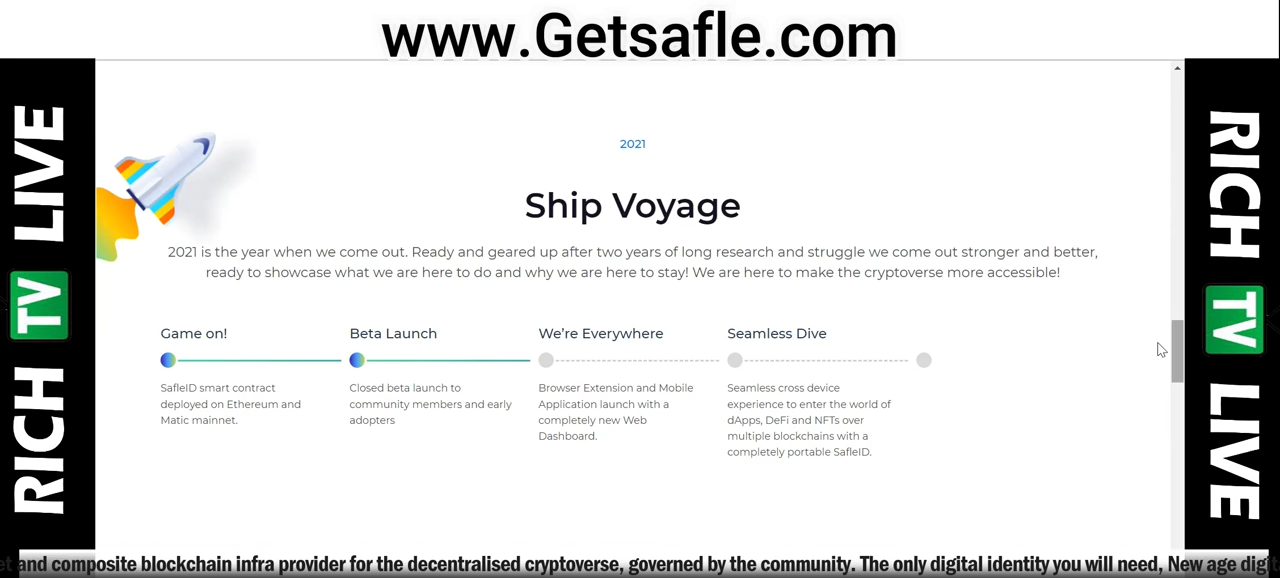 www.Getsafle.com
RICH TV LIVE
RICH TV LIVE
2021
Ship Voyage
2021 is the year when we come out. Ready and geared up after two years of long research and struggle we come out stronger and better,
ready to showcase what we are here to do and why we are here to stay! We are here to make the cryptoverse more accessible!
Game on!
SafleID smart contract
deployed on Ethereum and
Matic mainnet.
Beta Launch
Closed beta launch to
community members and early
adopters
We’re Everywhere
Browser Extension and Mobile
Application launch with a
completely new Web
Dashboard.
Seamless Dive
Seamless cross device
experience to enter the world of
dApps, DeFi and NFTs over
multiple blockchains with a
completely portable SafleID.
and composite blockchain infra provider for the decentralised cryptoverse, governed by the community. The only digital identity you will need, New age